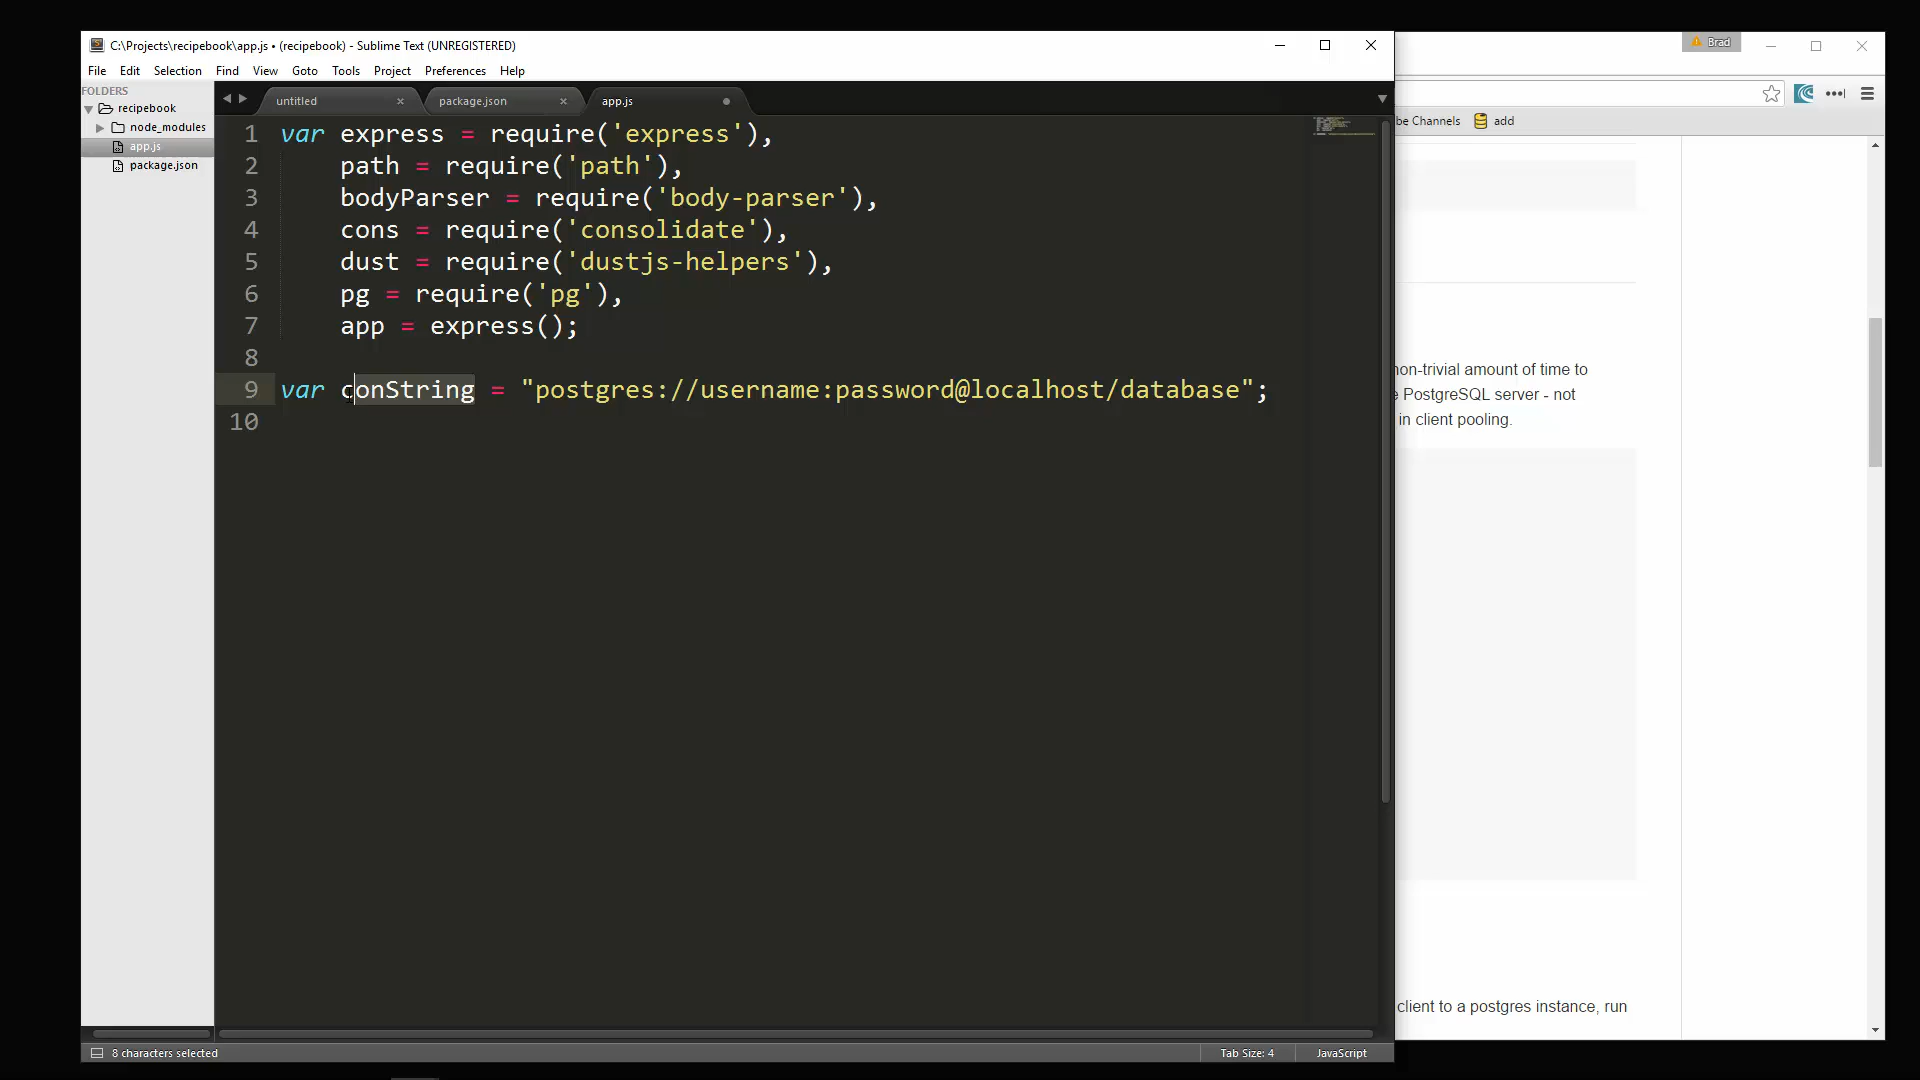 C:\Projects\recipebook\app.js • (recipebook) - Sublime Text (UNREGISTERED)
File Edit Selection Find View Goto Tools Project Preferences Help
FOLDERS
recipebook
node_modules
app.js
package.json
untitled
package.json
app.js
1 var express = require('express'),
2 path = require('path'),
3 bodyParser = require('body-parser'),
4 cons = require('consolidate'),
5 dust = require('dustjs-helpers'),
6 pg = require('pg'),
7 app = express();
8
9 var conString = "postgres://username:password@localhost/database";
10
8 characters selected
Tab Size: 4
JavaScript
Brad
be Channels
add
non-trivial amount of time to
PostgreSQL server - not
in client pooling.
client to a postgres instance, run